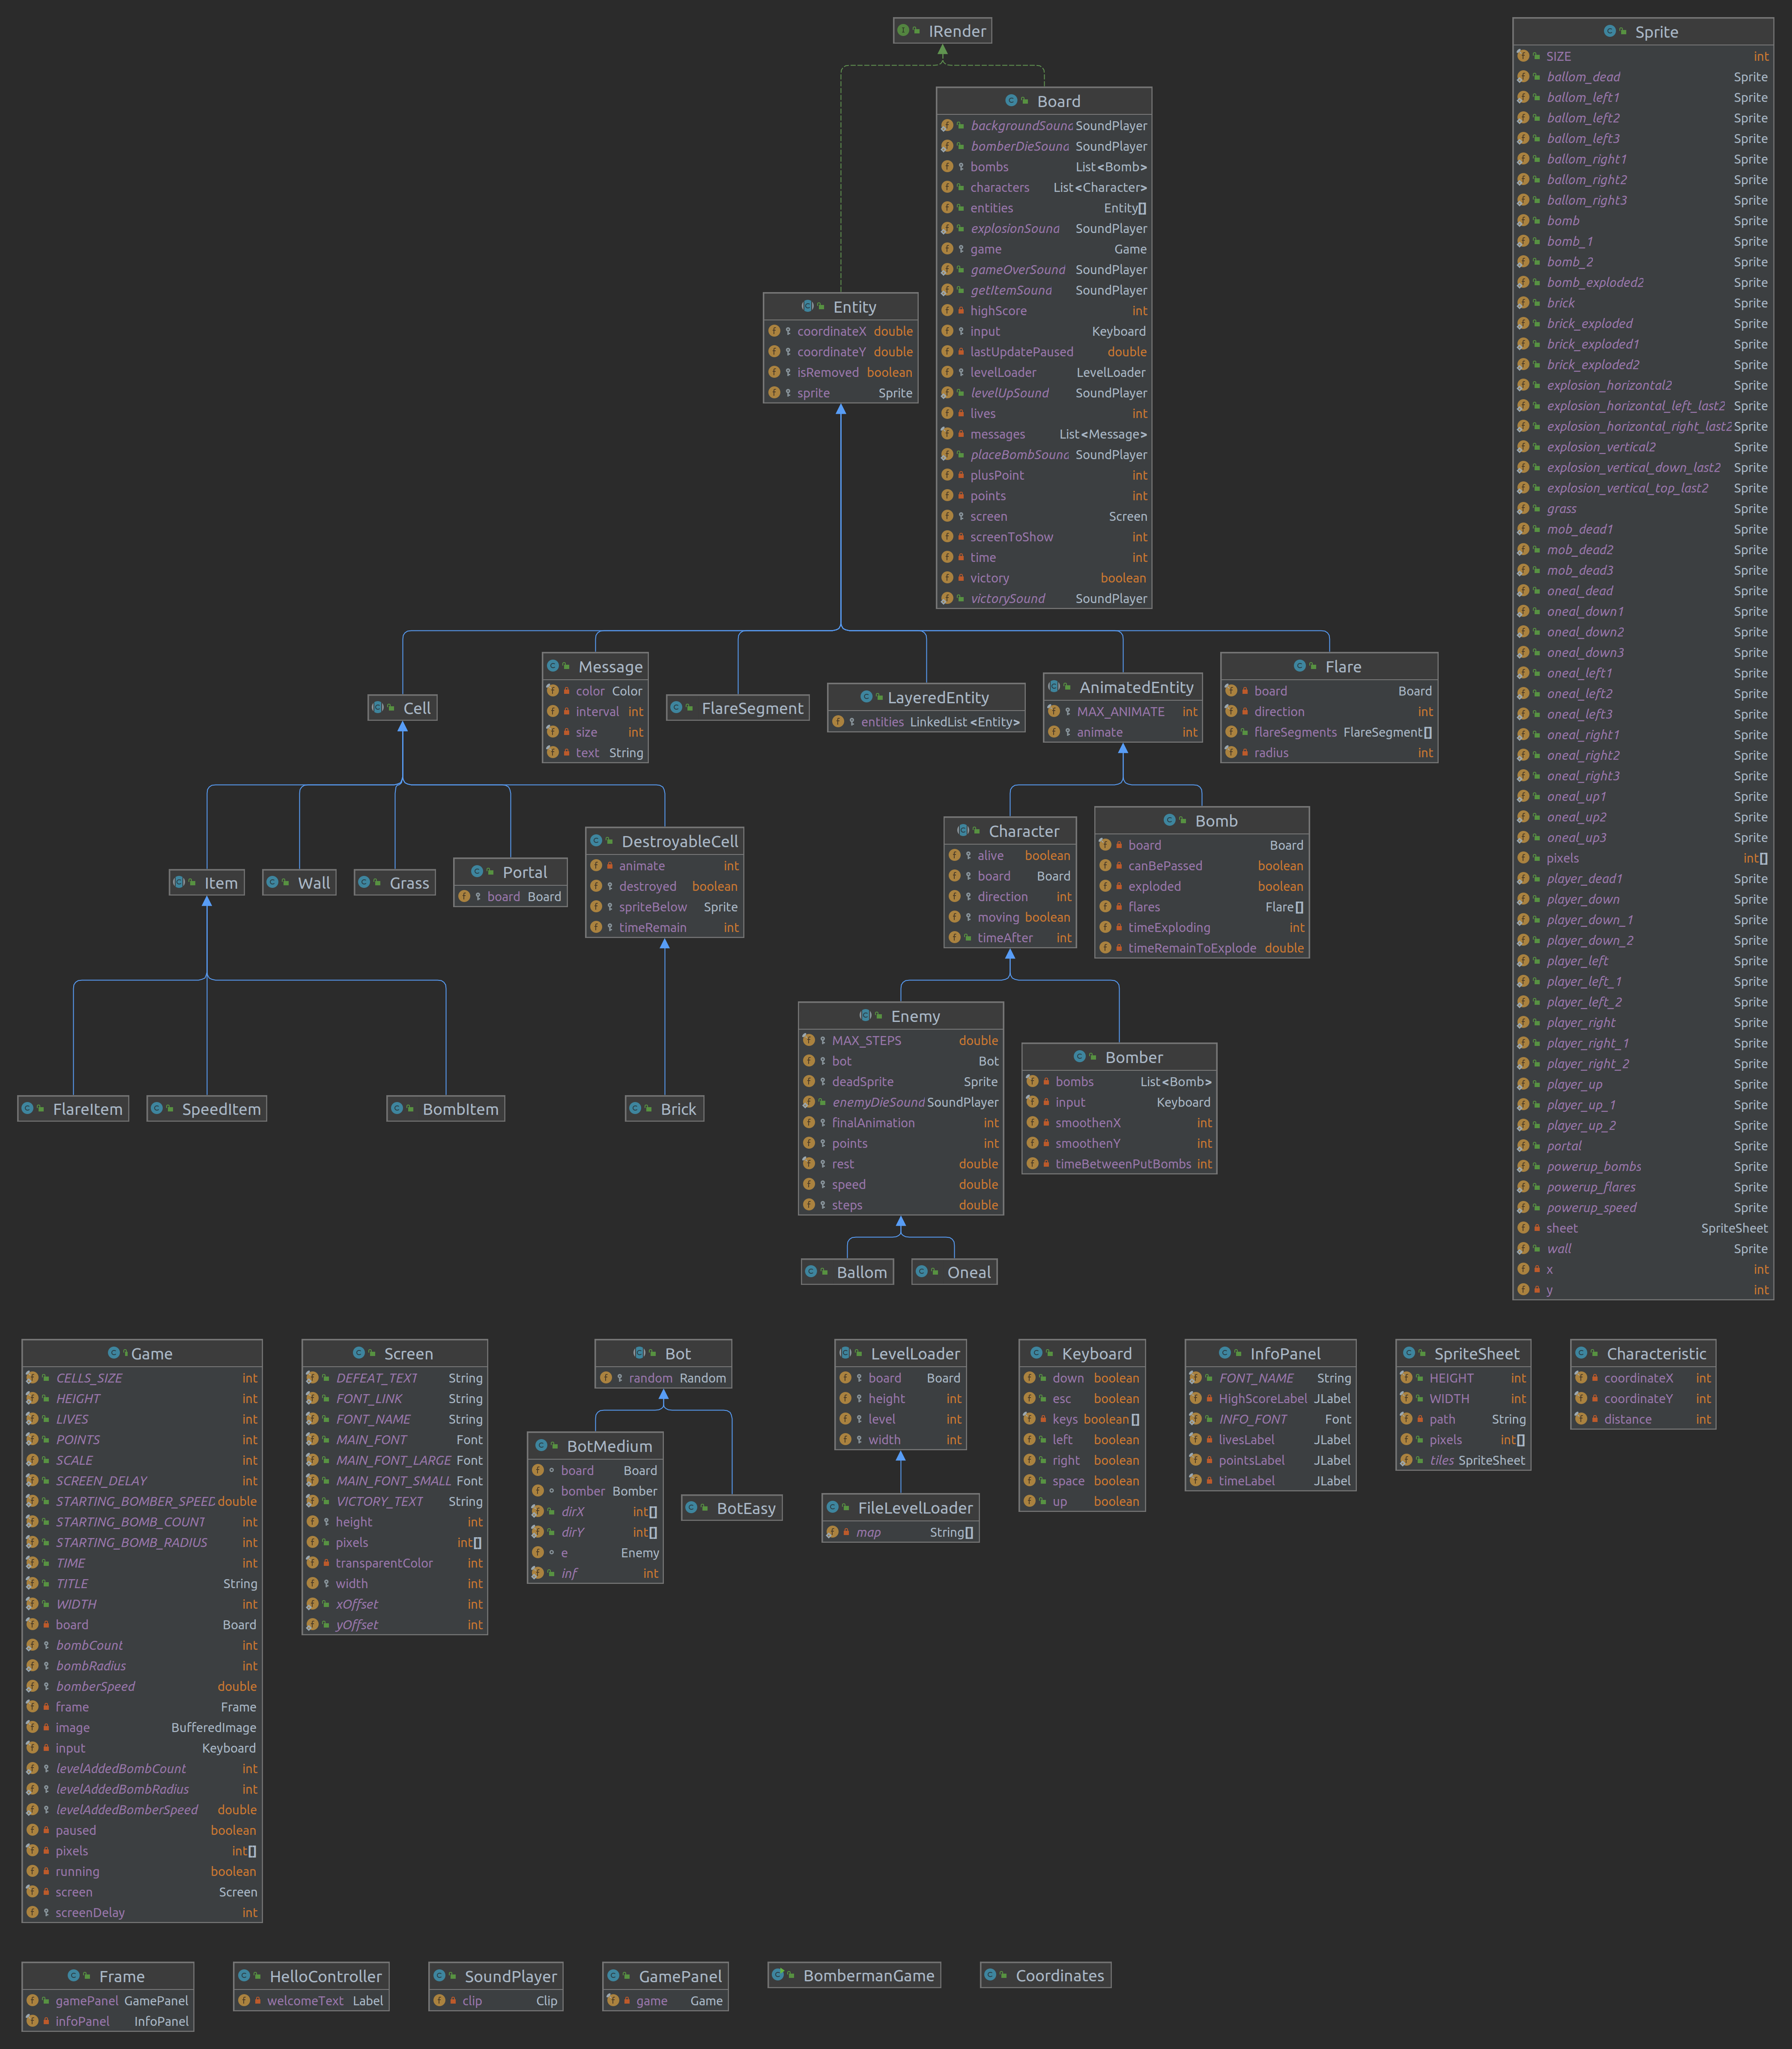 IRender
Board
backgroundSound SoundPlayer
bomberDieSound SoundPlayer
bombs List<Bomb>
characters List<Character>
entities Entity[]
explosionSound SoundPlayer
game Game
gameOverSound SoundPlayer
getItemSound SoundPlayer
highScore int
input Keyboard
lastUpdatePaused double
levelLoader LevelLoader
levelUpSound SoundPlayer
lives int
messages List<Message>
placeBombSound SoundPlayer
plusPoint int
points int
screen Screen
screenToShow int
time int
victory boolean
victorySound SoundPlayer
Entity
coordinateX double
coordinateY double
isRemoved boolean
sprite Sprite
Sprite
SIZE int
ballom_dead Sprite
ballom_left1 Sprite
ballom_left2 Sprite
ballom_left3 Sprite
ballom_right1 Sprite
ballom_right2 Sprite
ballom_right3 Sprite
bomb Sprite
bomb_1 Sprite
bomb_2 Sprite
bomb_exploded2 Sprite
brick Sprite
brick_exploded Sprite
brick_exploded1 Sprite
brick_exploded2 Sprite
explosion_horizontal2 Sprite
explosion_horizontal_left_last2 Sprite
explosion_horizontal_right_last2 Sprite
explosion_vertical2 Sprite
explosion_vertical_down_last2 Sprite
explosion_vertical_top_last2 Sprite
grass Sprite
mob_dead1 Sprite
mob_dead2 Sprite
mob_dead3 Sprite
oneal_dead Sprite
oneal_down1 Sprite
oneal_down2 Sprite
oneal_down3 Sprite
oneal_left1 Sprite
oneal_left2 Sprite
oneal_left3 Sprite
oneal_right1 Sprite
oneal_right2 Sprite
oneal_right3 Sprite
oneal_up1 Sprite
oneal_up2 Sprite
oneal_up3 Sprite
pixels int[]
player_dead1 Sprite
player_down Sprite
player_down_1 Sprite
player_down_2 Sprite
player_left Sprite
player_left_1 Sprite
player_left_2 Sprite
player_right Sprite
player_right_1 Sprite
player_right_2 Sprite
player_up Sprite
player_up_1 Sprite
player_up_2 Sprite
portal Sprite
powerup_bombs Sprite
powerup_flares Sprite
powerup_speed Sprite
sheet SpriteSheet
wall Sprite
x int
y int
Cell
Message
color Color
interval int
size int
text String
FlareSegment
LayeredEntity
entities LinkedList<Entity>
AnimatedEntity
MAX_ANIMATE int
animate int
Flare
board Board
direction int
flareSegments FlareSegment[]
radius int
Item
Wall
Grass
Portal
board Board
DestroyableCell
animate int
destroyed boolean
spriteBelow Sprite
timeRemain int
Character
alive boolean
board Board
direction int
moving boolean
timeAfter int
Bomb
board Board
canBePassed boolean
exploded boolean
flares Flare[]
timeExploding int
timeRemainToExplode double
FlareItem
SpeedItem
BombItem
Brick
Enemy
MAX_STEPS double
bot Bot
deadSprite Sprite
enemyDieSound SoundPlayer
finalAnimation int
points int
rest double
speed double
steps double
Bomber
bombs List<Bomb>
input Keyboard
smoothenX int
smoothenY int
timeBetweenPutBombs int
Ballom
Oneal
Game
CELLS_SIZE int
HEIGHT int
LIVES int
POINTS int
SCALE int
SCREEN_DELAY int
STARTING_BOMBER_SPEED double
STARTING_BOMB_COUNT int
STARTING_BOMB_RADIUS int
TIME int
TITLE String
WIDTH int
board Board
bombCount int
bombRadius int
bomberSpeed double
frame Frame
image BufferedImage
input Keyboard
levelAddedBombCount int
levelAddedBombRadius int
levelAddedBomberSpeed double
paused boolean
pixels int[]
running boolean
screen Screen
screenDelay int
Screen
DEFEAT_TEXT String
FONT_LINK String
FONT_NAME String
MAIN_FONT Font
MAIN_FONT_LARGE Font
MAIN_FONT_SMALL Font
VICTORY_TEXT String
height int
pixels int[]
transparentColor int
width int
xOffset int
yOffset int
Bot
random Random
BotMedium
board Board
bomber Bomber
dirX int[]
dirY int[]
e Enemy
inf int
BotEasy
LevelLoader
board Board
height int
level int
width int
FileLevelLoader
map String[]
Keyboard
down boolean
esc boolean
keys boolean[]
left boolean
right boolean
space boolean
up boolean
InfoPanel
FONT_NAME String
HighScoreLabel JLabel
INFO_FONT Font
livesLabel JLabel
pointsLabel JLabel
timeLabel JLabel
SpriteSheet
HEIGHT int
WIDTH int
path String
pixels int[]
tiles SpriteSheet
Characteristic
coordinateX int
coordinateY int
distance int
Frame
gamePanel GamePanel
infoPanel InfoPanel
HelloController
welcomeText Label
SoundPlayer
clip Clip
GamePanel
game Game
BombermanGame
Coordinates